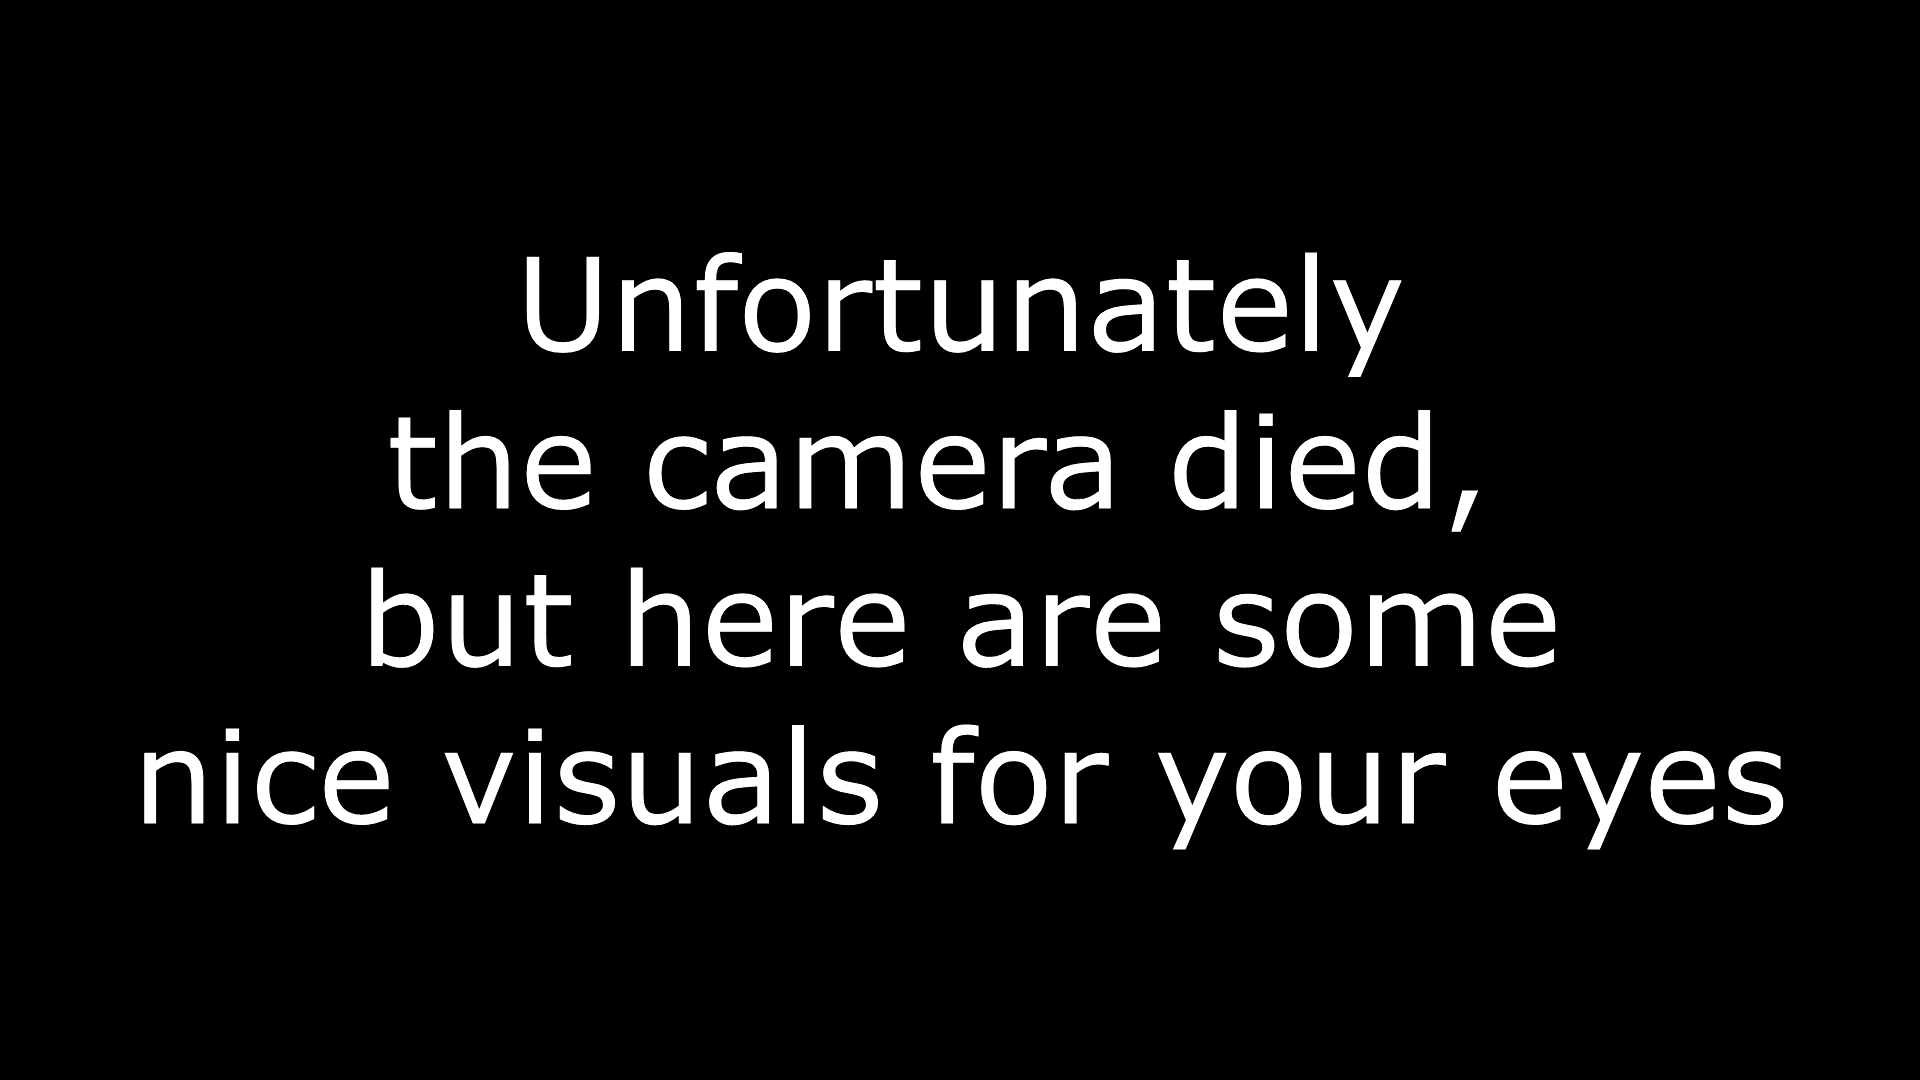 Unfortunately
the camera died,
but here are some
nice visuals for your eyes